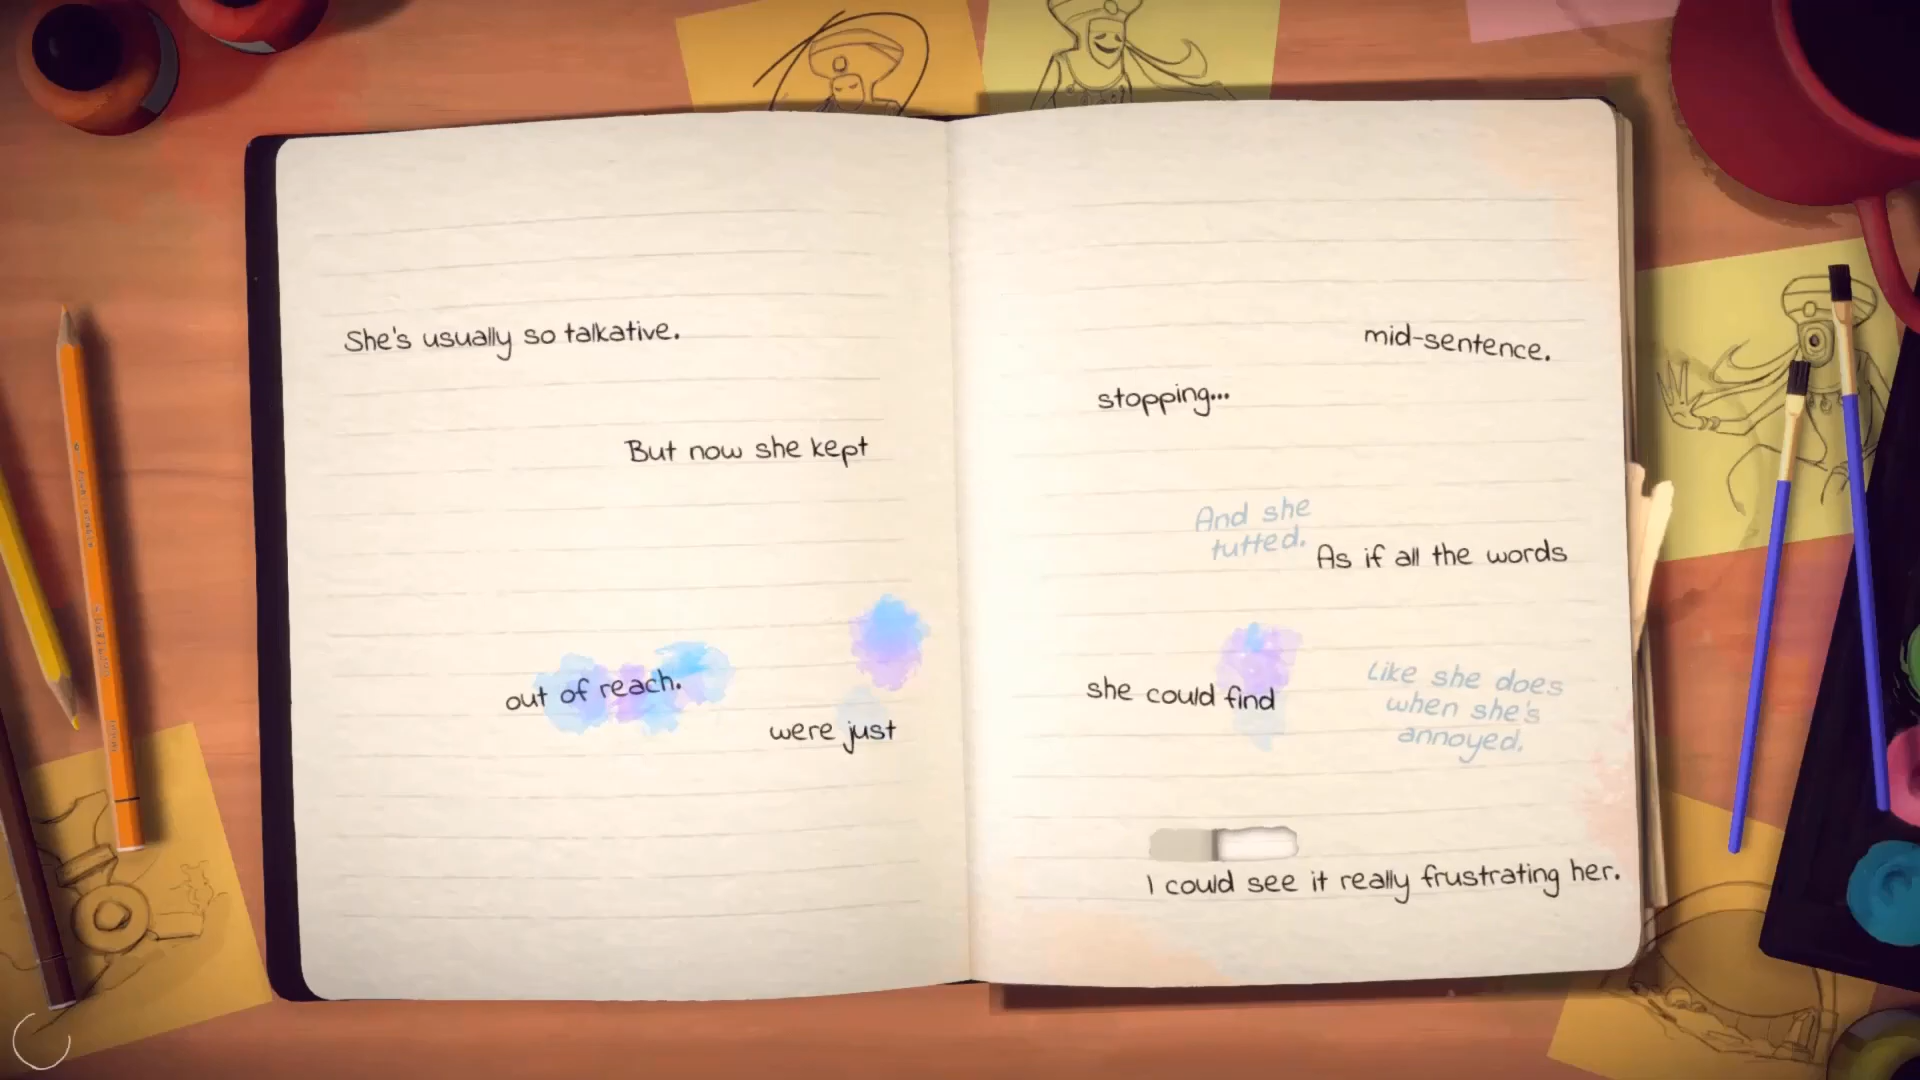 She's usually so talkative.
But now she kept
out of reach.
were just
mid-sentence.
stopping...
And she
tutted.
As if all the words
she could find
Like she does
when she's
annoyed.
I could see it really frustrating her.